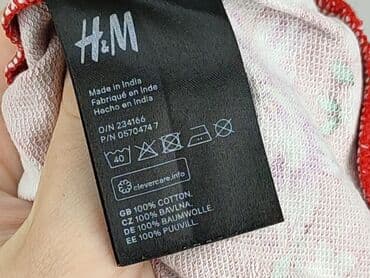 H&M
Made in India
Fabriqué en Inde
Hecho en India
O/N 234166
P/N 0570474 7
40
clevercare.info
GB 100% COTTON.
CZ 100% BAVLNA.
DE 100% BAUMWOLLE.
EE 100% PUUVILL.